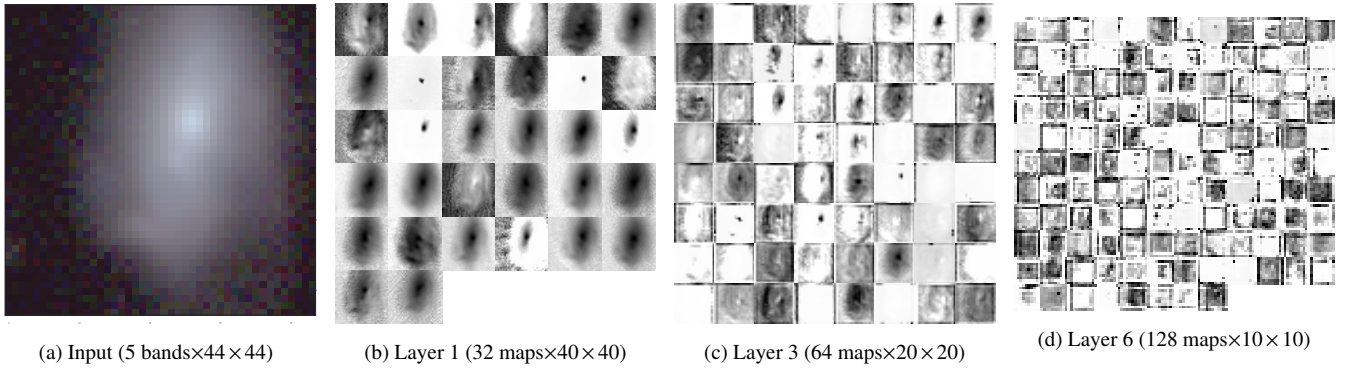 (a) Input (5 bands×44×44)
(b) Layer 1 (32 maps×40×40)
(c) Layer 3 (64 maps×20×20)
(d) Layer 6 (128 maps×10×10)